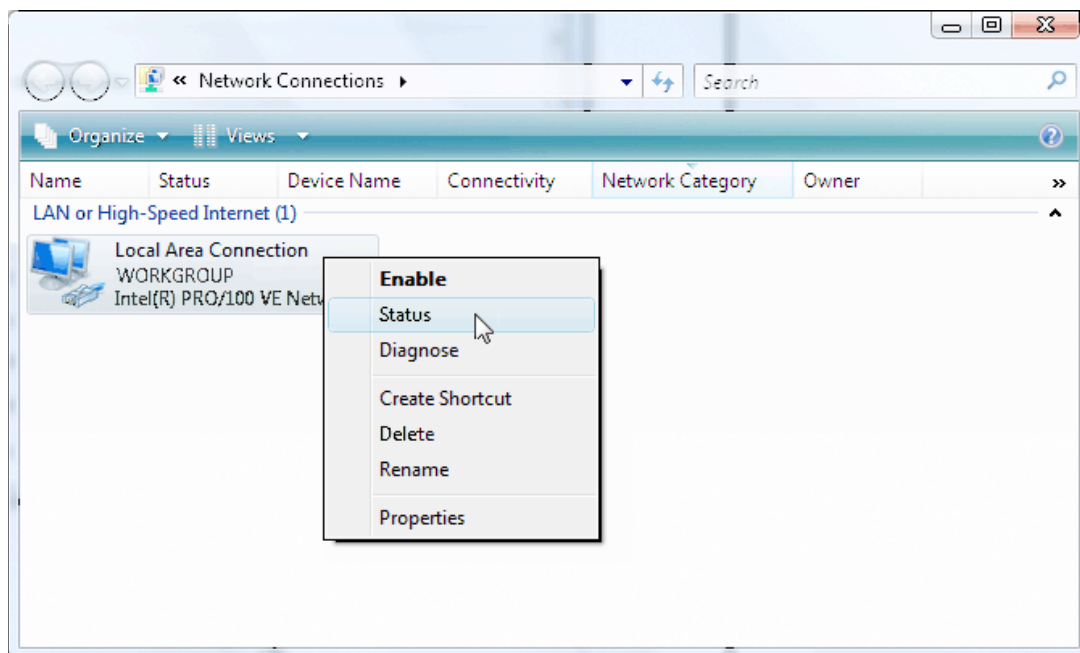 « Network Connections
Search
Organize Views
Name Status Device Name Connectivity Network Category Owner »
LAN or High-Speed Internet (1)
Local Area Connection
WORKGROUP
Intel(R) PRO/100 VE
Enable
Status
Diagnose
Create Shortcut
Delete
Rename
Properties